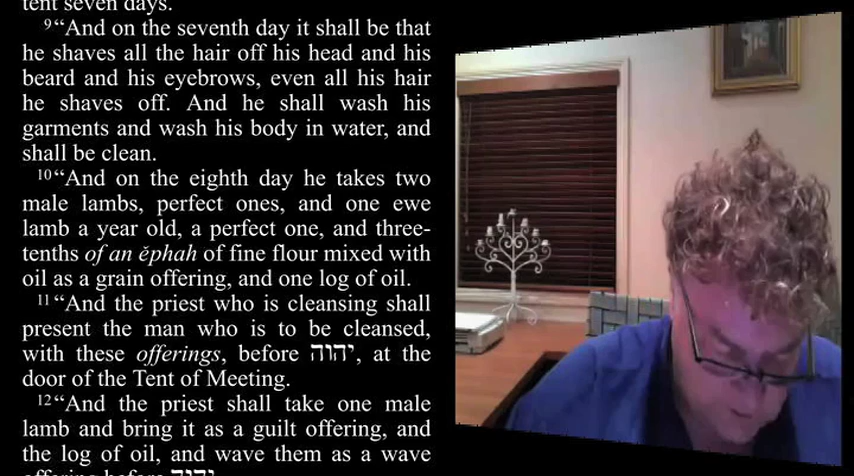 tent seven days.
9“And on the seventh day it shall be that
he shaves all the hair off his head and his
beard and his eyebrows, even all his hair
he shaves off. And he shall wash his
garments and wash his body in water, and
shall be clean.
10“And on the eighth day he takes two
male lambs, perfect ones, and one ewe
lamb a year old, a perfect one, and three-
tenths of an ěphah of fine flour mixed with
oil as a grain offering, and one log of oil.
11“And the priest who is cleansing shall
present the man who is to be cleansed,
with these offerings, before יהוה, at the
door of the Tent of Meeting.
12“And the priest shall take one male
lamb and bring it as a guilt offering, and
the log of oil, and wave them as a wave
offering before יהוה.